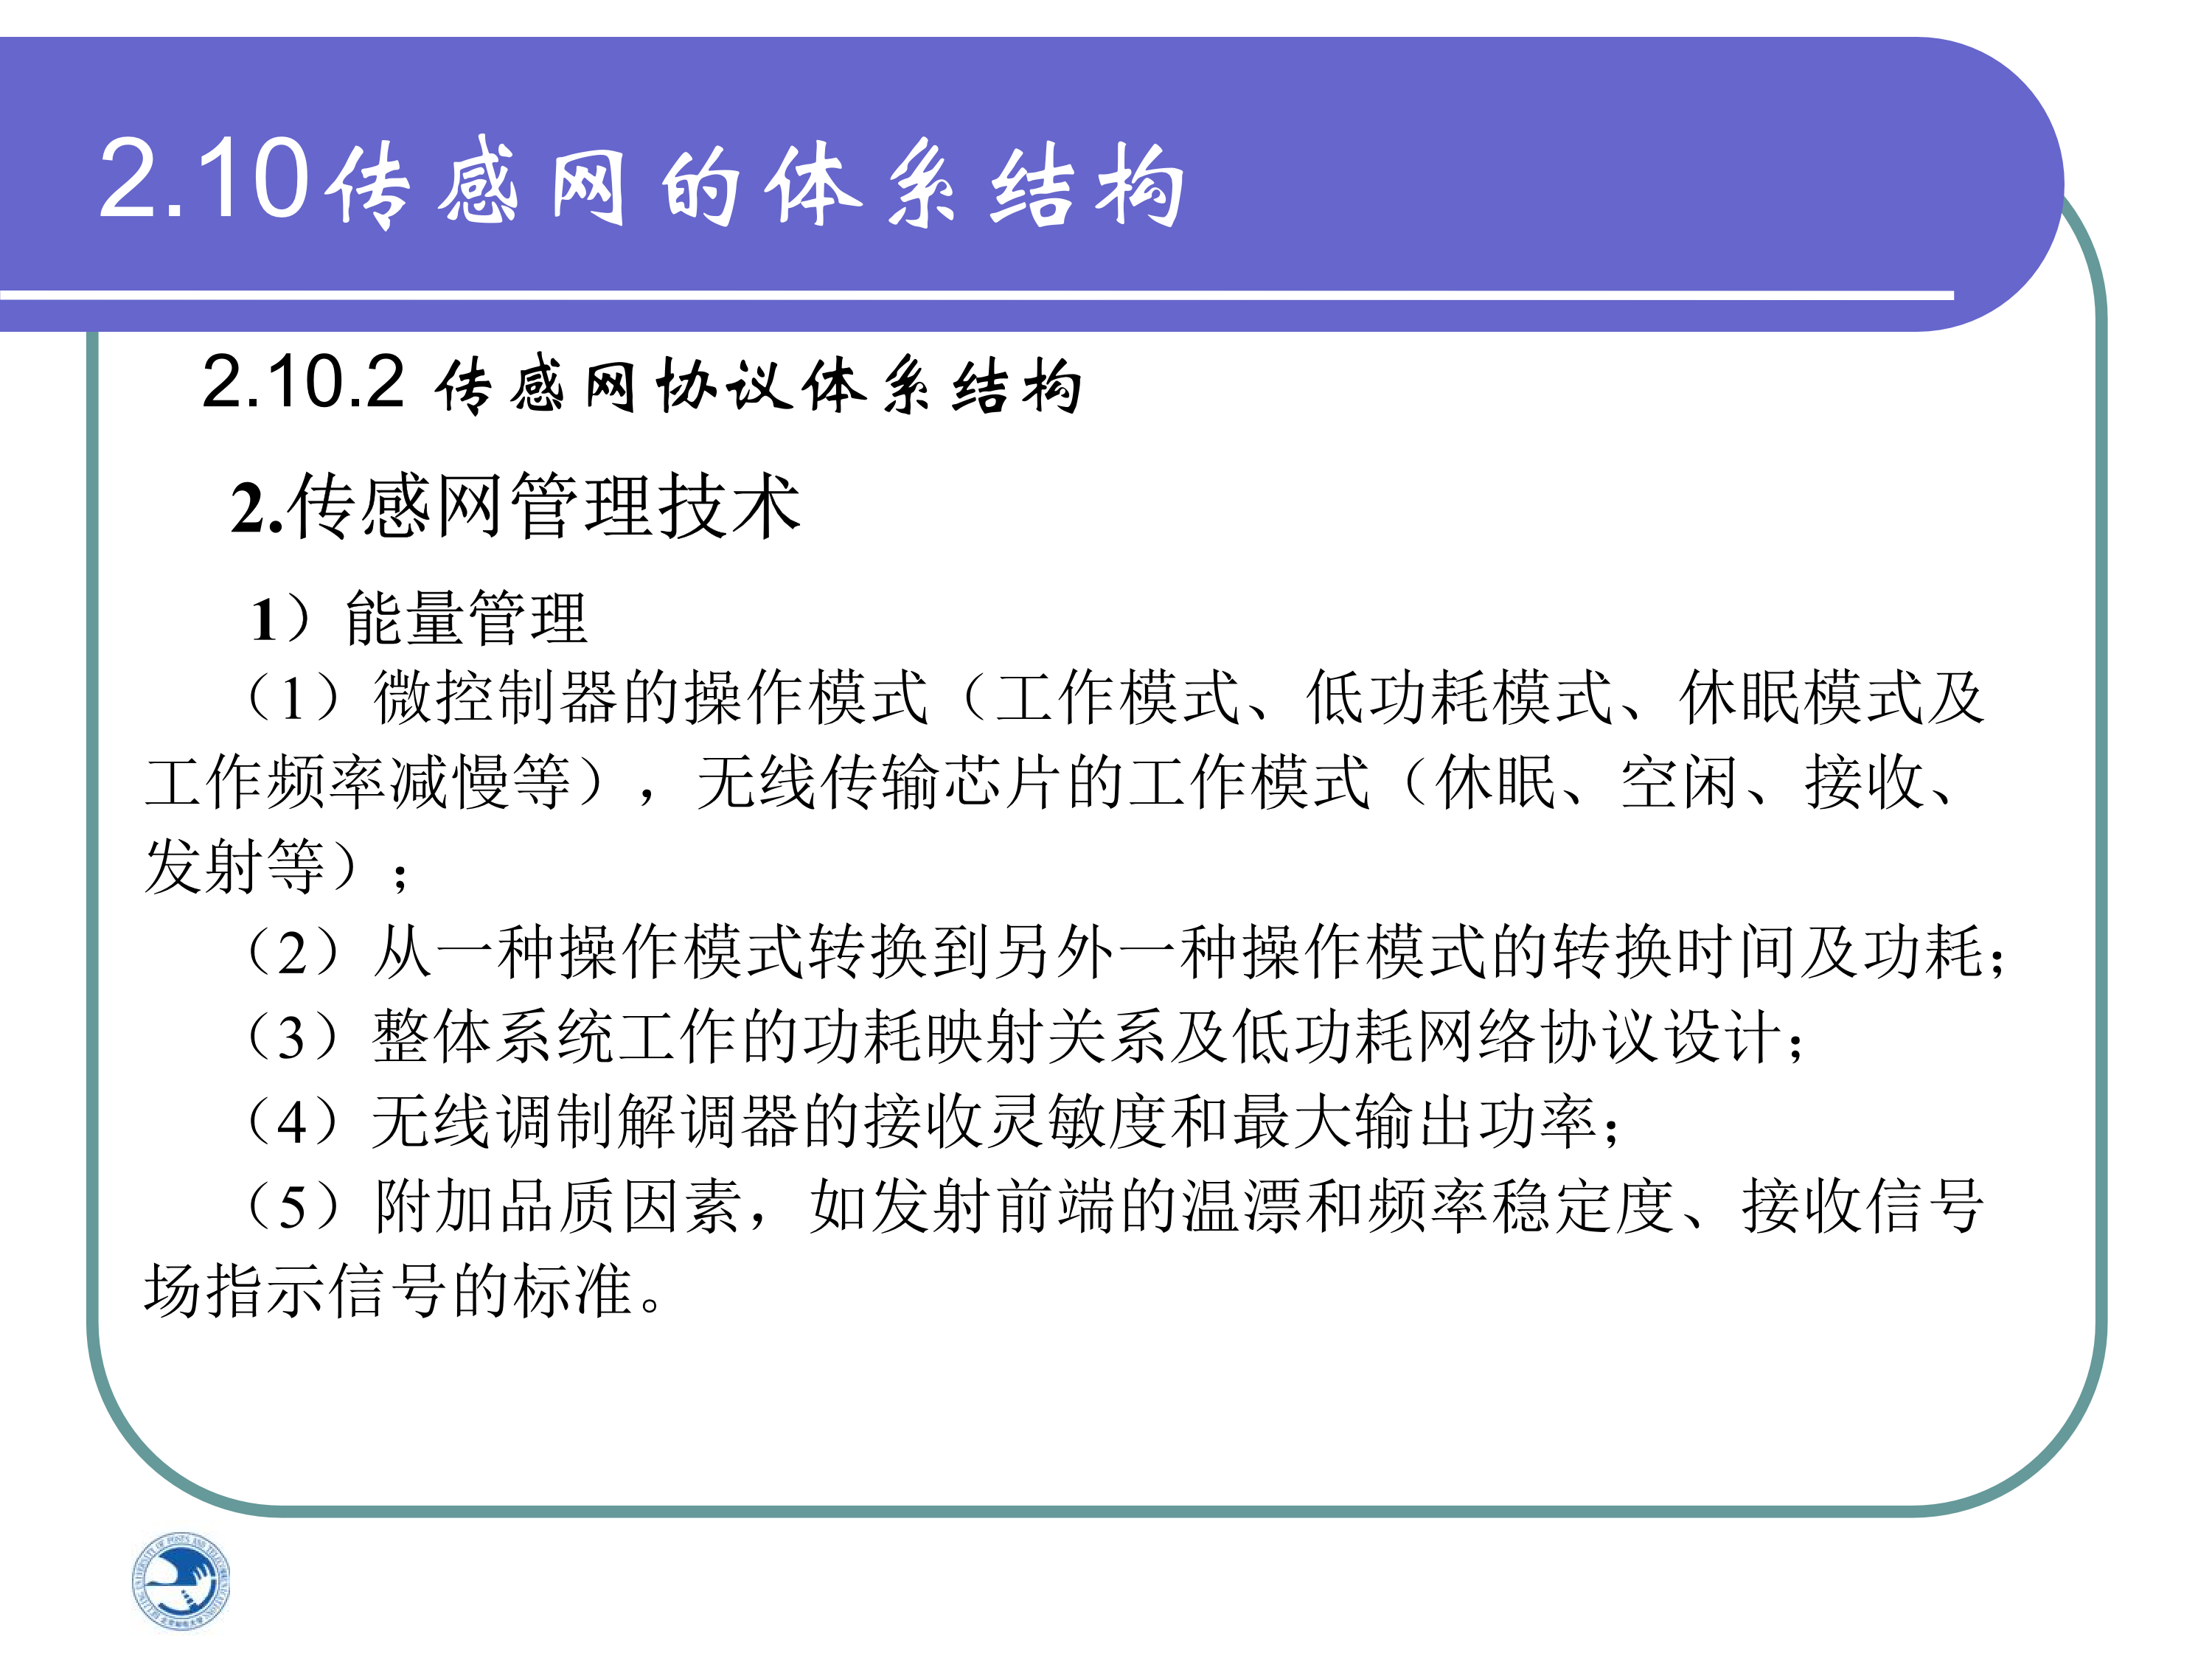 2.10传感网的体系结构
2.10.2 传感网协议体系结构
2.传感网管理技术
1）能量管理
（1）微控制器的操作模式（工作模式、低功耗模式、休眠模式及
工作频率减慢等），无线传输芯片的工作模式（休眠、空闲、接收、
发射等）；
（2）从一种操作模式转换到另外一种操作模式的转换时间及功耗；
（3）整体系统工作的功耗映射关系及低功耗网络协议设计；
（4）无线调制解调器的接收灵敏度和最大输出功率；
（5）附加品质因素，如发射前端的温漂和频率稳定度、接收信号
场指示信号的标准。
UNIVERSITY OF POSTS AND TELECOMMUNICATIONS